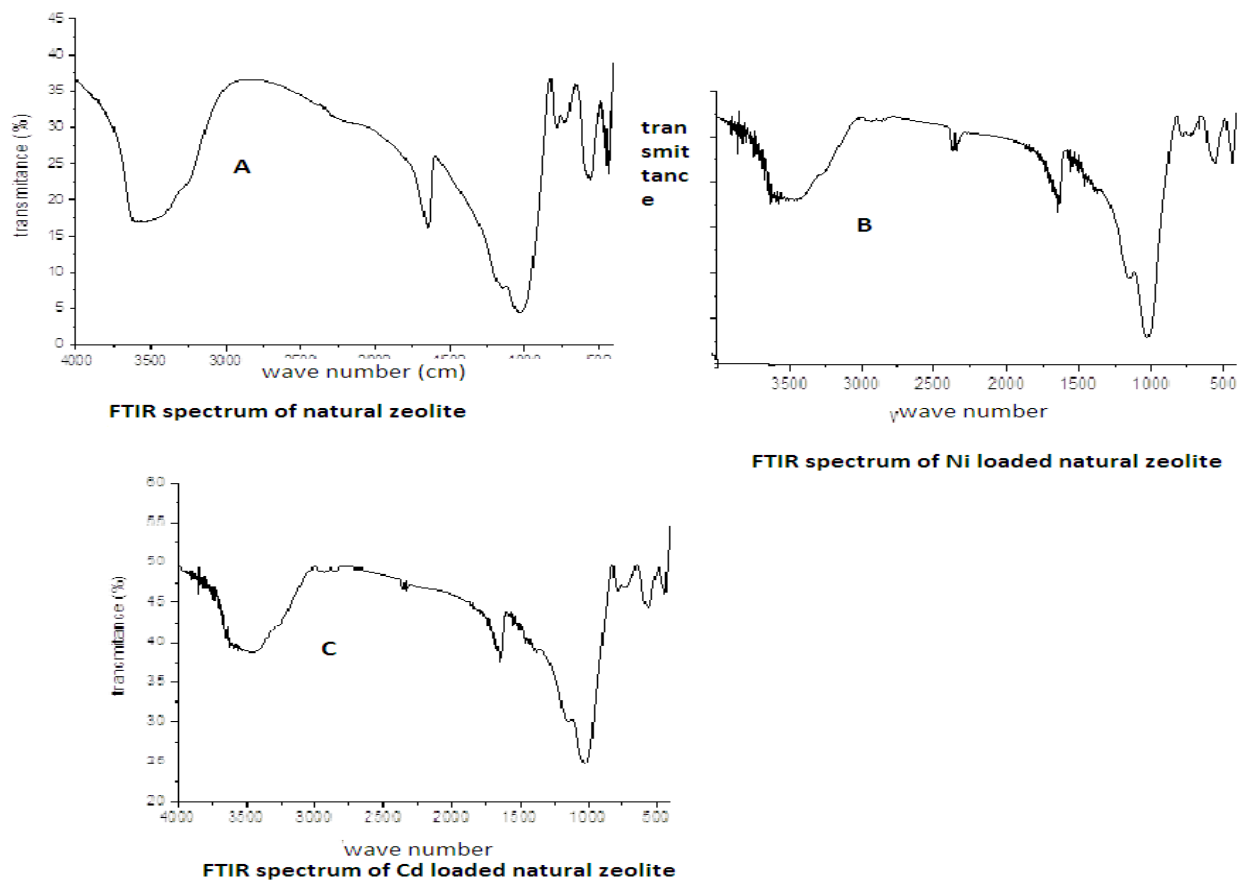 45
40
35
30
25
20
15
10
5
0
transmitance (%)
A
4000 3500 3000
wave number (cm)
FTIR spectrum of natural zeolite
tran
smit
tanc
e
B
3500 3000 2500 2000 1500 1000 500
wave number
FTIR spectrum of Ni loaded natural zeolite
60
55
50
45
40
35
30
25
20
(%)
C
4000 3500 3000 2500 2000 1500 1000 500
wave number
FTIR spectrum of Cd loaded natural zeolite